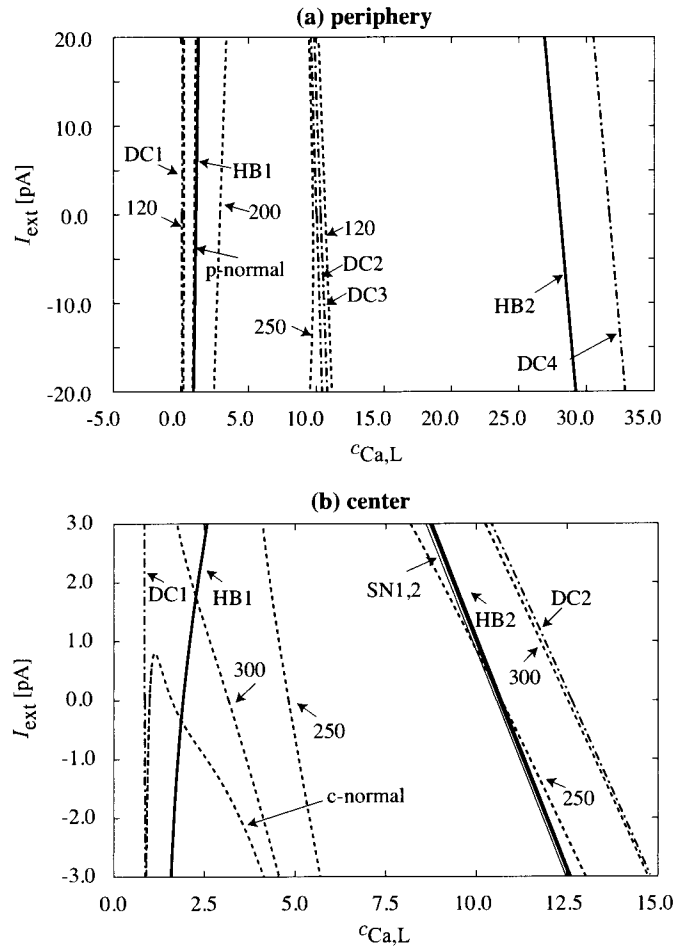 (a) periphery
20.0
10.0
0.0
-10.0
-20.0
I_ext [pA]
DC1
120
HB1
p-normal
200
250
120
DC2
DC3
HB2
DC4
-5.0 0.0 5.0 10.0 15.0 20.0 25.0 30.0 35.0
c_Ca,L
(b) center
3.0
2.0
1.0
0.0
-1.0
-2.0
-3.0
I_ext [pA]
DC1
HB1
300
250
c-normal
SN1,2
HB2
DC2
300
250
0.0 2.5 5.0 7.5 10.0 12.5 15.0
c_Ca,L